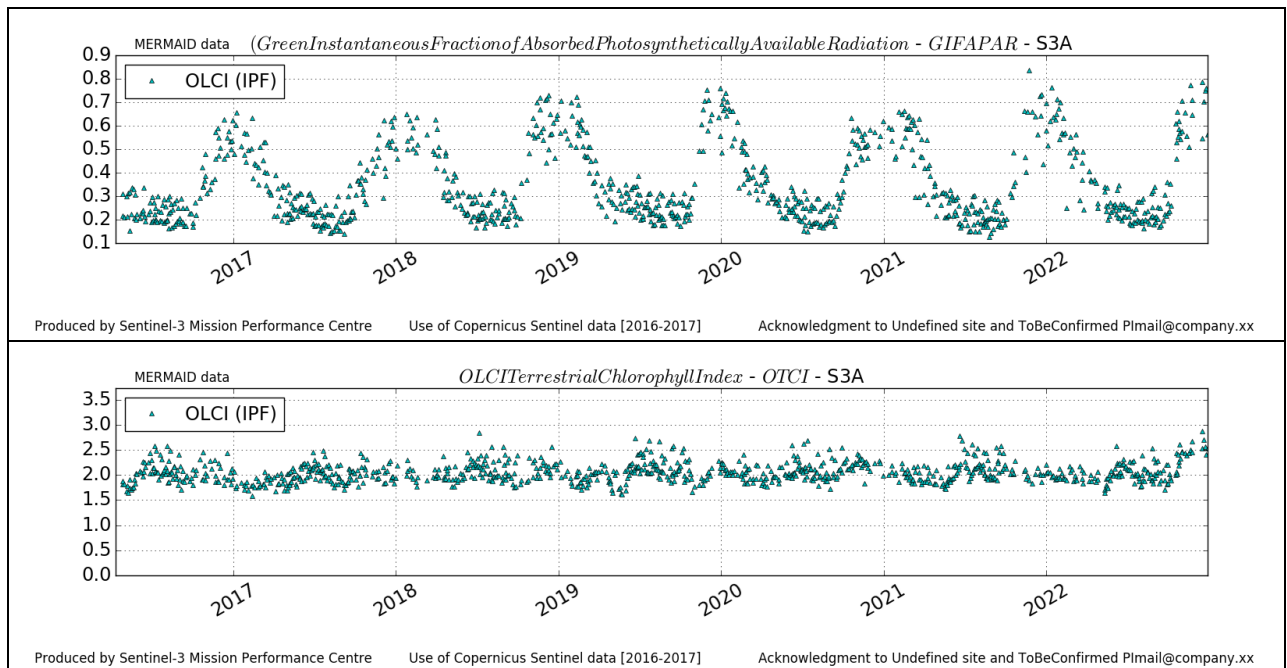 MERMAID data (GreenInstantaneousFractionofAbsorbedPhotosyntheticallyAvailableRadiation - GIFAPAR - S3A
0.9
0.8
0.7
0.6
0.5
0.4
0.3
0.2
0.1
OLCI (IPF)
2017 2018 2019 2020 2021 2022
Produced by Sentinel-3 Mission Performance Centre Use of Copernicus Sentinel data [2016-2017] Acknowledgment to Undefined site and ToBeConfirmed PImail@company.xx
MERMAID data OLCITerrestrialChlorophyllIndex - OTCI - S3A
3.5
3.0
2.5
2.0
1.5
1.0
0.5
0.0
OLCI (IPF)
2017 2018 2019 2020 2021 2022
Produced by Sentinel-3 Mission Performance Centre Use of Copernicus Sentinel data [2016-2017] Acknowledgment to Undefined site and ToBeConfirmed PImail@company.xx